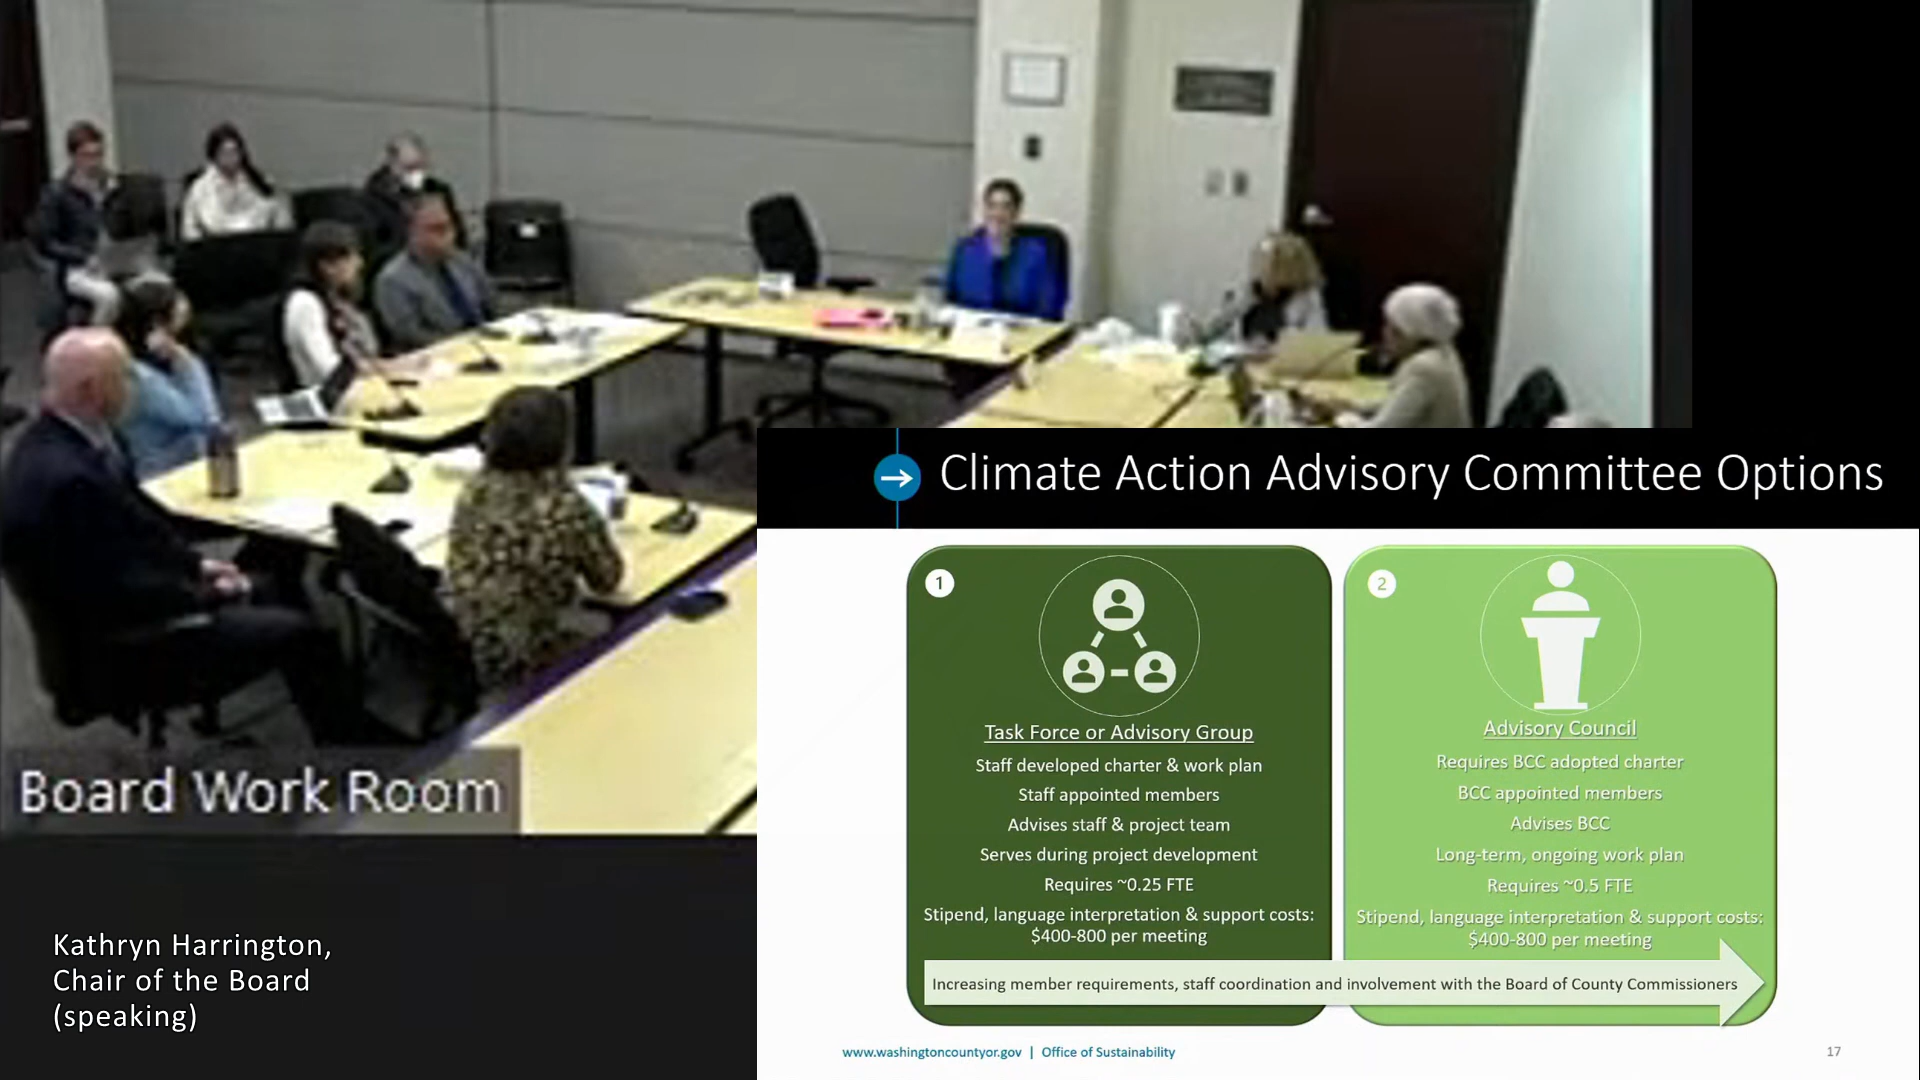 Board Work Room
Kathryn Harrington,
Chair of the Board
(speaking)
Climate Action Advisory Committee Options
1
Task Force or Advisory Group
Staff developed charter & work plan
Staff appointed members
Advises staff & project team
Serves during project development
Requires ~0.25 FTE
Stipend, language interpretation & support costs:
$400-800 per meeting
2
Advisory Council
Requires BCC adopted charter
BCC appointed members
Advises BCC
Long-term, ongoing work plan
Requires ~0.5 FTE
Stipend, language interpretation & support costs:
$400-800 per meeting
Increasing member requirements, staff coordination and involvement with the Board of County Commissioners
www.washingtoncountyor.gov | Office of Sustainability
17